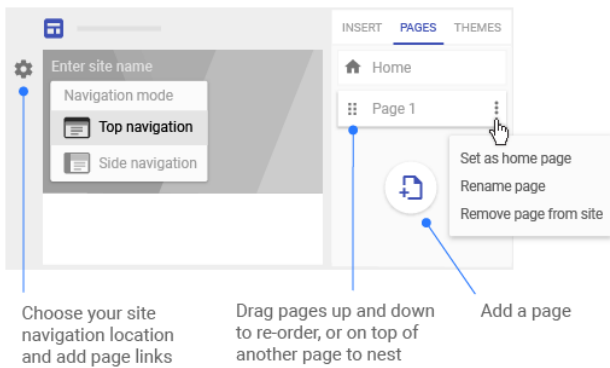 INSERT PAGES THEMES
Enter site name
Navigation mode
Top navigation
Side navigation
Home
Page 1
Set as home page
Rename page
Remove page from site
Choose your site
navigation location
and add page links
Drag pages up and down
to re-order, or on top of
another page to nest
Add a page